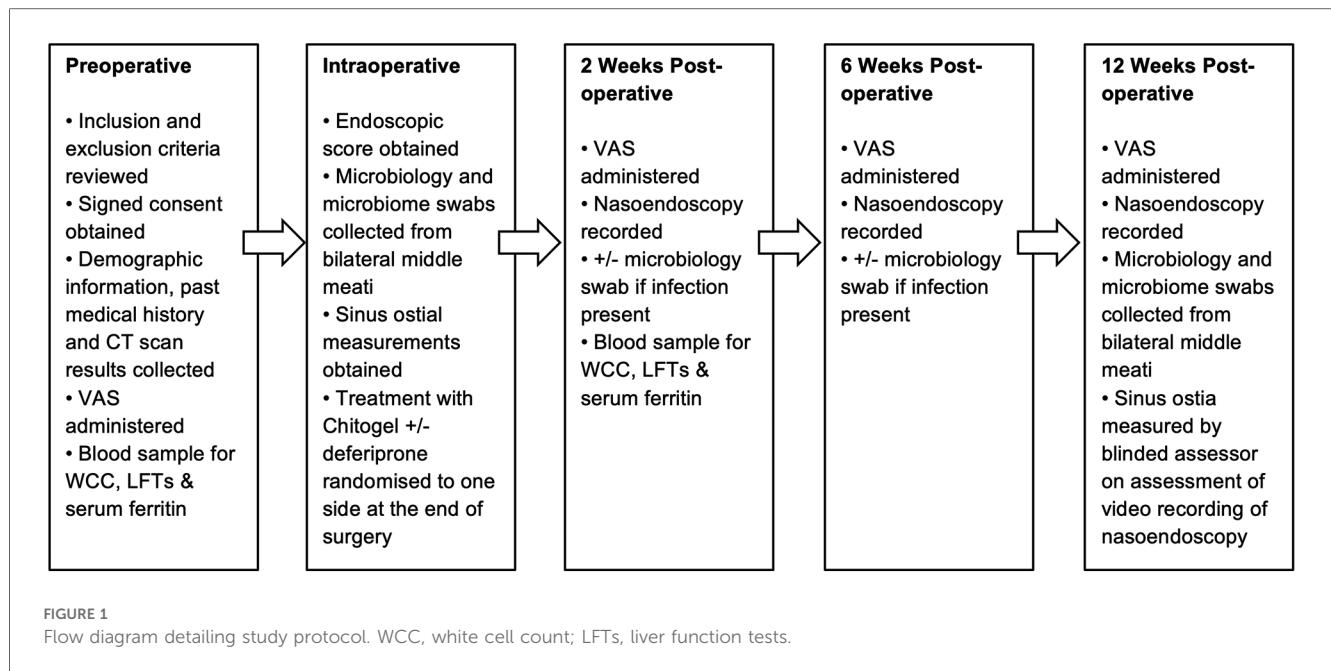 Preoperative
• Inclusion and
exclusion criteria
reviewed
• Signed consent
obtained
• Demographic
information, past
medical history
and CT scan
results collected
• VAS
administered
• Blood sample for
WCC, LFTs &
serum ferritin
Intraoperative
• Endoscopic
score obtained
• Microbiology and
microbiome swabs
collected from
bilateral middle
meati
• Sinus ostial
measurements
obtained
• Treatment with
Chitogel +/-
deferiprone
randomised to one
side at the end of
surgery
2 Weeks Post-
operative
• VAS
administered
• Nasoendoscopy
recorded
• +/- microbiology
swab if infection
present
• Blood sample for
WCC, LFTs &
serum ferritin
6 Weeks Post-
operative
• VAS
administered
• Nasoendoscopy
recorded
• +/- microbiology
swab if infection
present
12 Weeks Post-
operative
• VAS
administered
• Nasoendoscopy
recorded
• Microbiology and
microbiome swabs
collected from
bilateral middle
meati
• Sinus ostia
measured by
blinded assessor
on assessment of
video recording of
nasoendoscopy
FIGURE 1
Flow diagram detailing study protocol. WCC, white cell count; LFTs, liver function tests.